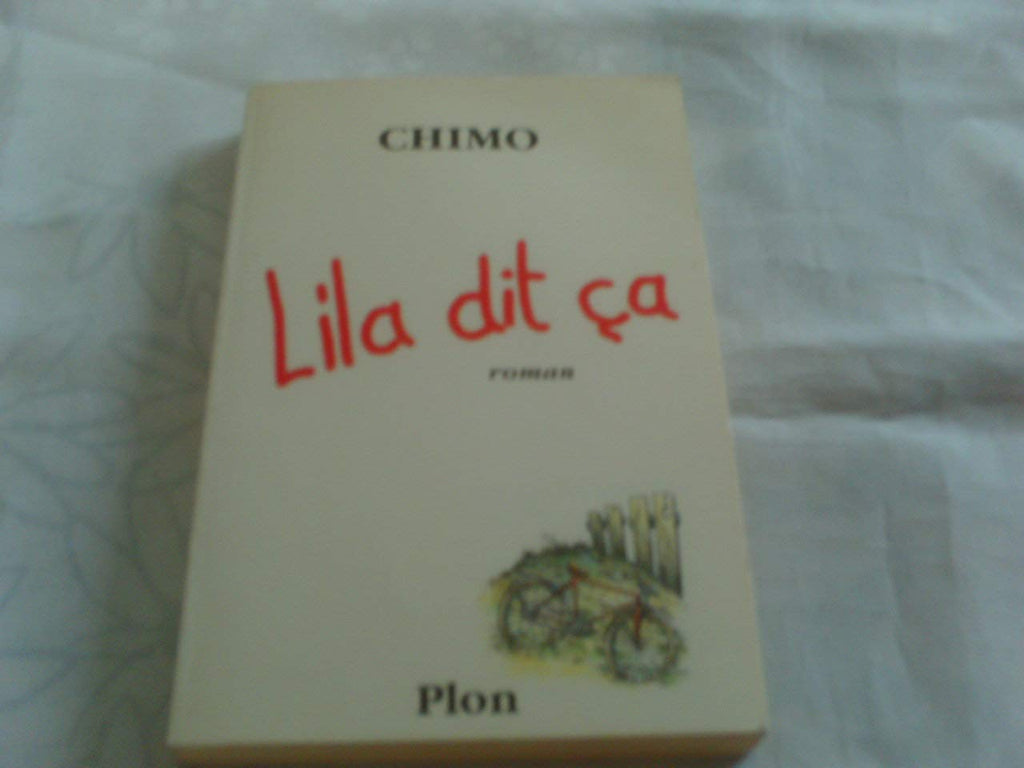 CHIMO
Lila dit ça
roman
Plon